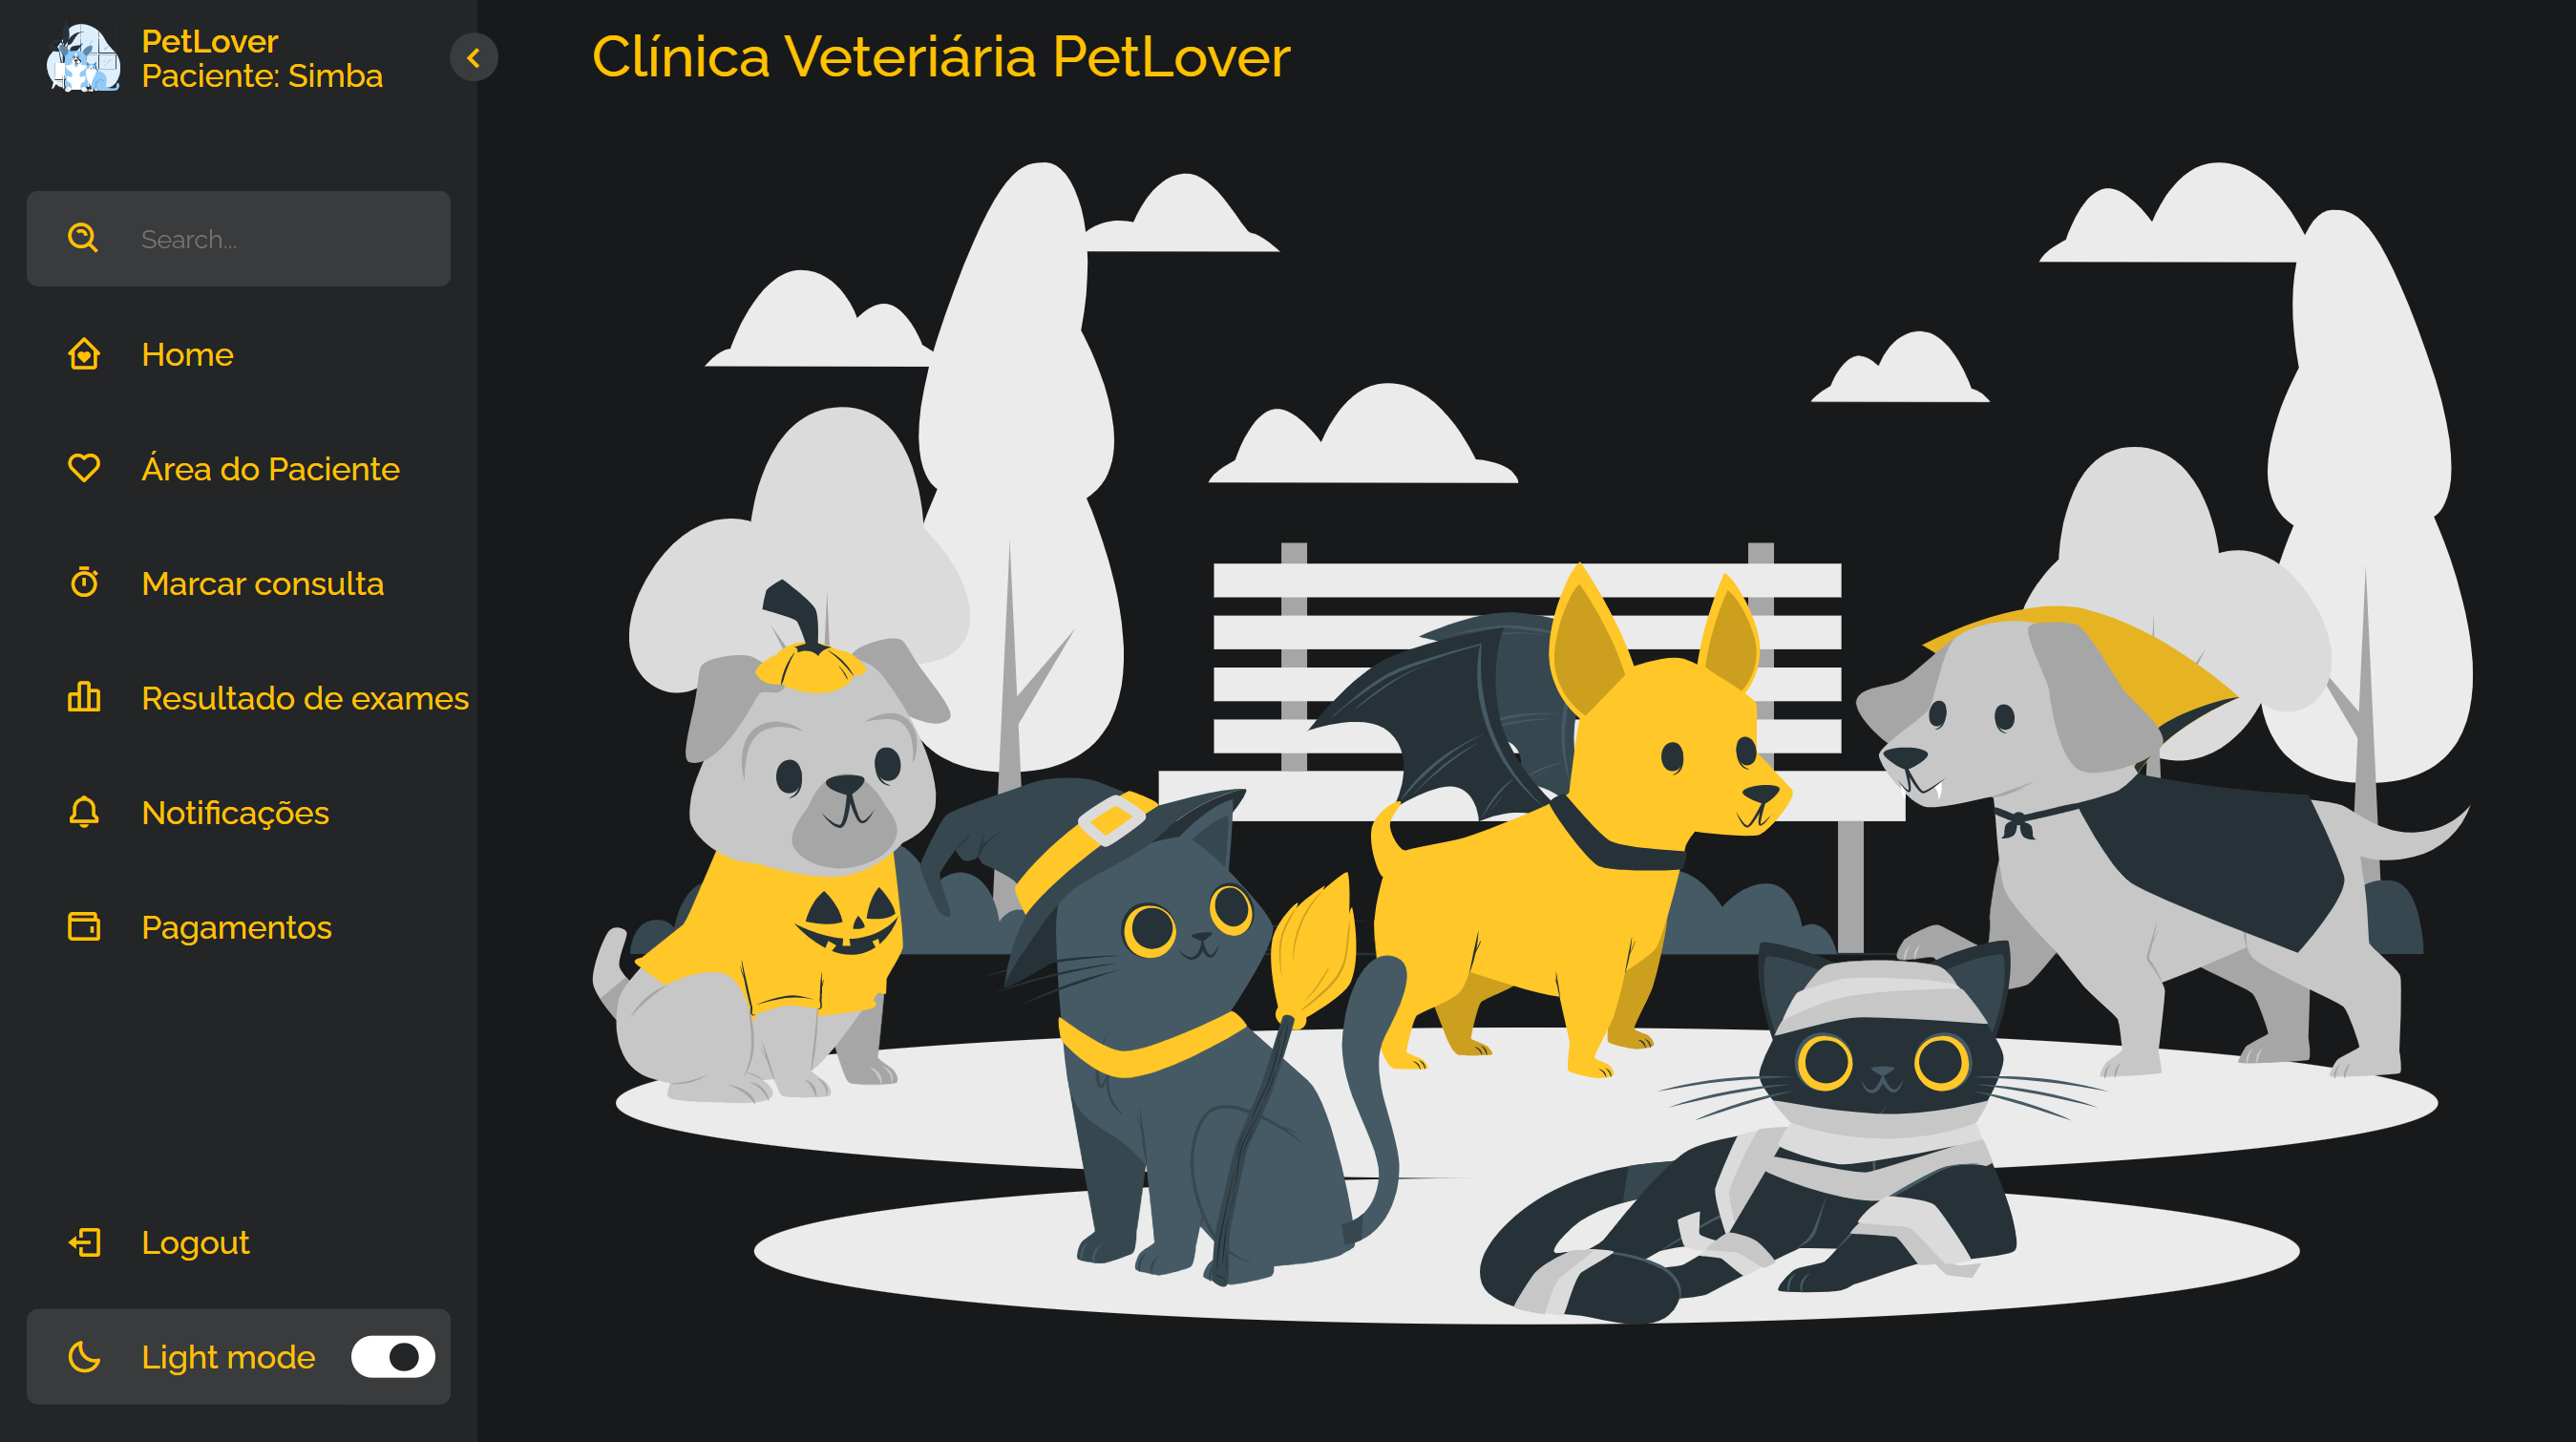 PetLover
Paciente: Simba
Search...
Home
Área do Paciente
Marcar consulta
Resultado de exames
Notificações
Pagamentos
Logout
Light mode
Clínica Veteriária PetLover